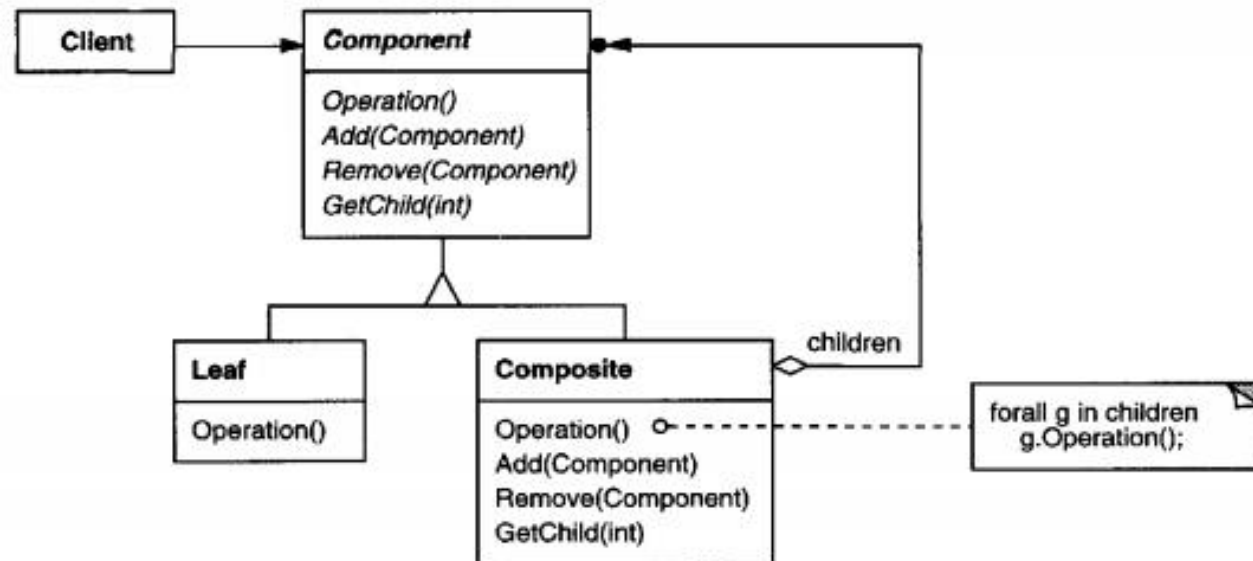 Client
Component
Operation()
Add(Component)
Remove(Component)
GetChild(int)
Leaf
Operation()
Composite
Operation()
Add(Component)
Remove(Component)
GetChild(int)
children
forall g in children
g.Operation();